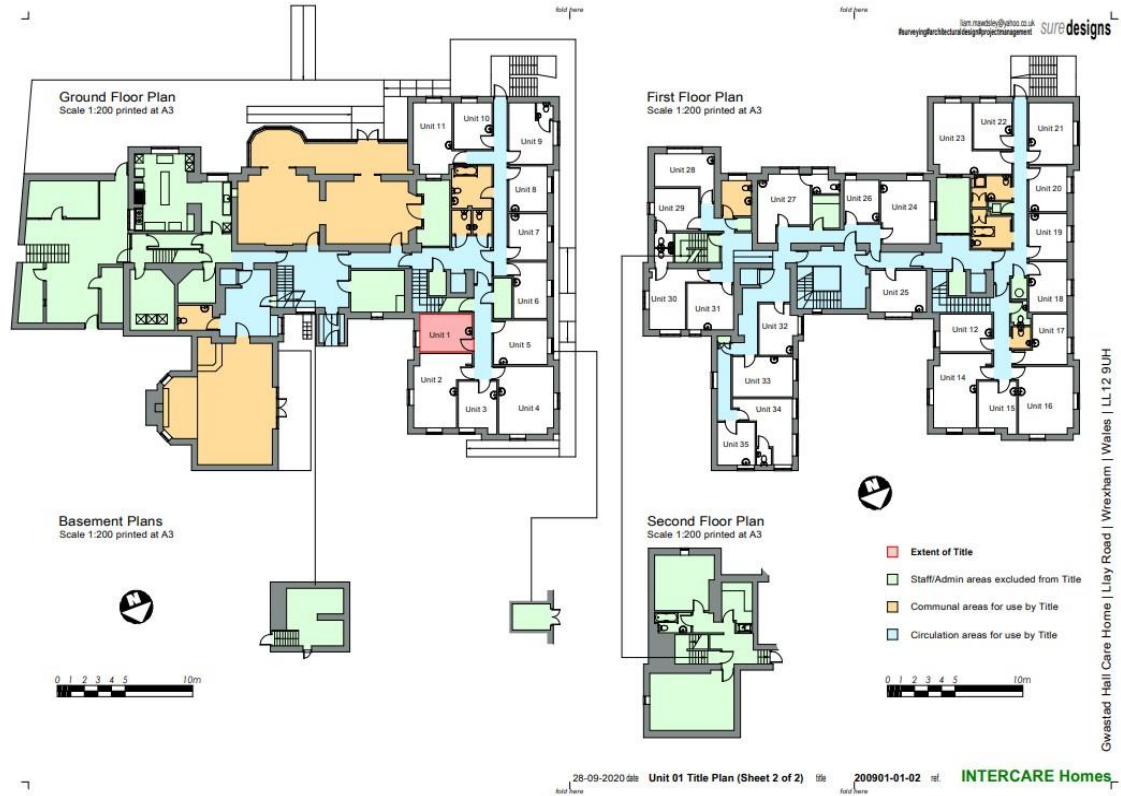 fold here
fold here
liam.mawdsley@yahoo.co.uk
#surveying#architecturaldesign#projectmanagement
suredesigns
Ground Floor Plan
Scale 1:200 printed at A3
First Floor Plan
Scale 1:200 printed at A3
Unit 11
Unit 10
Unit 9
Unit 8
Unit 7
Unit 6
Unit 1
Unit 5
Unit 2
Unit 3
Unit 4
Unit 23
Unit 22
Unit 21
Unit 28
Unit 20
Unit 29
Unit 27
Unit 26
Unit 24
Unit 19
Unit 30
Unit 31
Unit 25
Unit 18
Unit 32
Unit 12
Unit 17
Unit 33
Unit 14
Unit 34
Unit 15
Unit 16
Unit 35
Basement Plans
Scale 1:200 printed at A3
Second Floor Plan
Scale 1:200 printed at A3
N
N
Extent of Title
Staff/Admin areas excluded from Title
Communal areas for use by Title
Circulation areas for use by Title
0 1 2 3 4 5 10m
0 1 2 3 4 5 10m
Gwastad Hall Care Home | Llay Road | Wrexham | Wales | LL12 9UH
28-09-2020 date Unit 01 Title Plan (Sheet 2 of 2) title 200901-01-02 ref. INTERCARE Homes
fold here
fold here